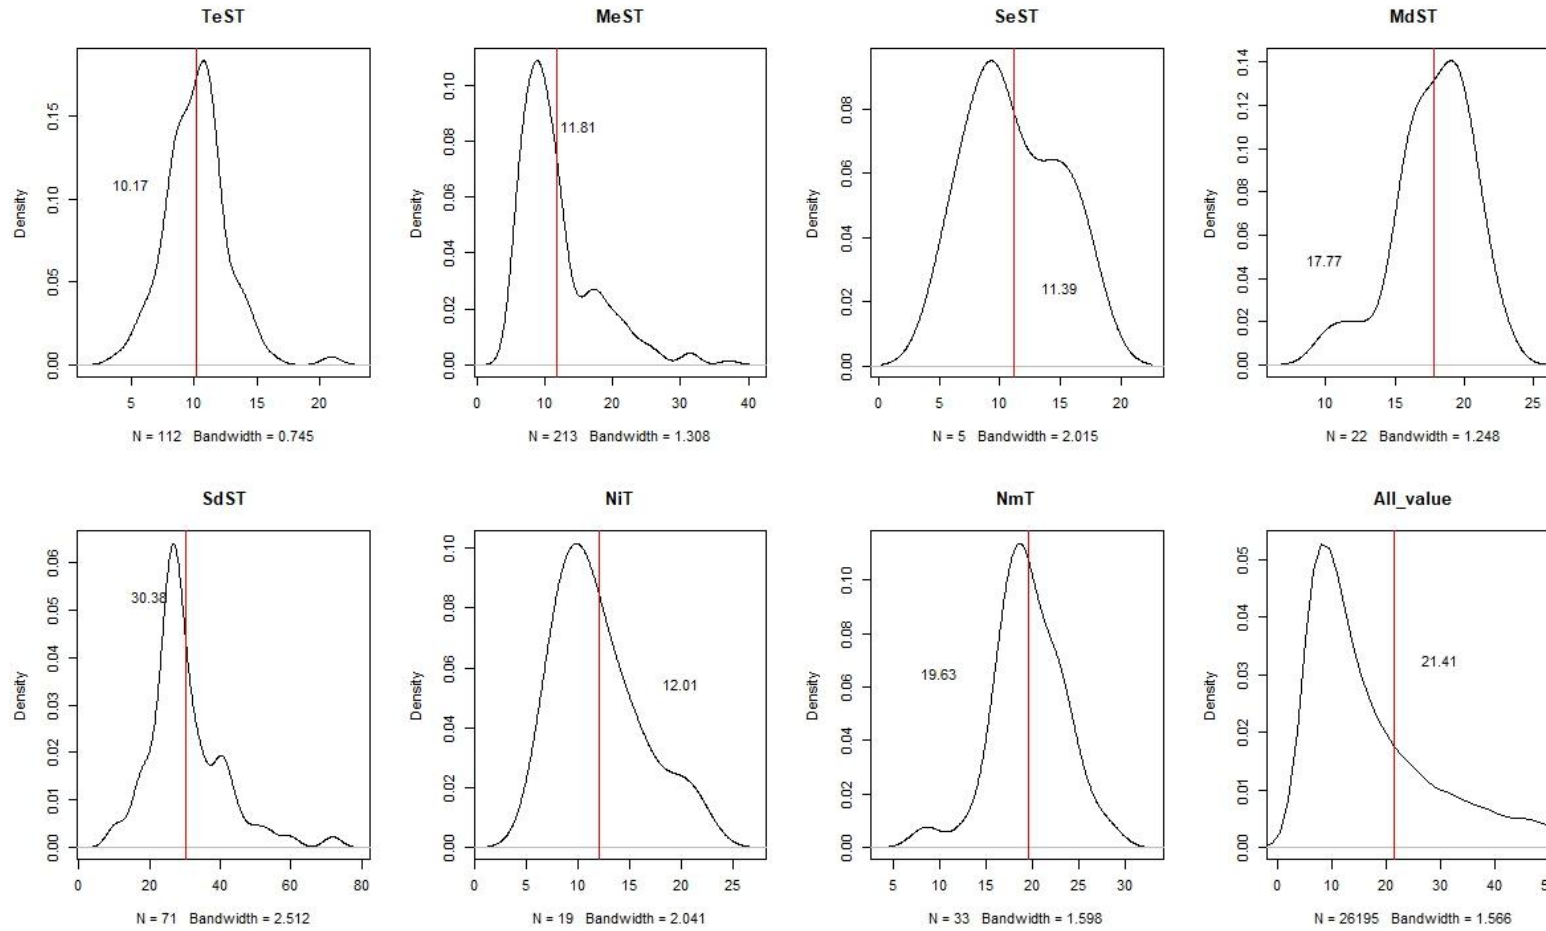 TeST
MeST
SeST
MdST
Density
0.00 0.05 0.10 0.15
10.17
5 10 15 20
N = 112 Bandwidth = 0.745
Density
0.00 0.02 0.04 0.06 0.08 0.10
11.81
0 10 20 30 40
N = 213 Bandwidth = 1.308
Density
0.00 0.02 0.04 0.06 0.08
11.39
0 5 10 15 20
N = 5 Bandwidth = 2.015
Density
0.00 0.02 0.04 0.06 0.08 0.10 0.12 0.14
17.77
10 15 20 25
N = 22 Bandwidth = 1.248
SdST
NiT
NmT
All_value
Density
0.00 0.01 0.02 0.03 0.04 0.05 0.06
30.38
0 20 40 60 80
N = 71 Bandwidth = 2.512
Density
0.00 0.02 0.04 0.06 0.08 0.10
12.01
0 5 10 15 20 25
N = 19 Bandwidth = 2.041
Density
0.00 0.02 0.04 0.06 0.08 0.10
19.63
5 10 15 20 25 30
N = 33 Bandwidth = 1.598
Density
0.00 0.01 0.02 0.03 0.04 0.05
21.41
0 10 20 30 40
N = 26195 Bandwidth = 1.566